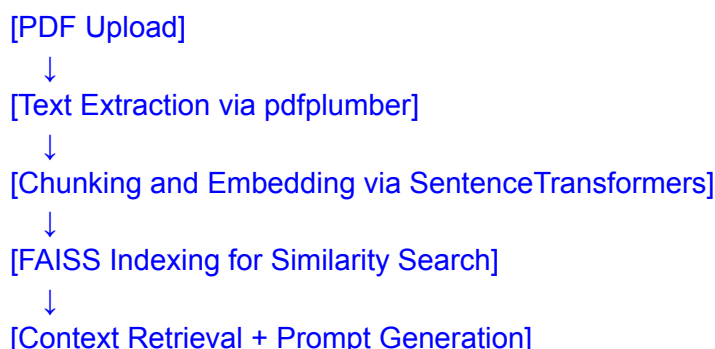 [PDF Upload]
↓
[Text Extraction via pdfplumber]
↓
[Chunking and Embedding via SentenceTransformers]
↓
[FAISS Indexing for Similarity Search]
↓
[Context Retrieval + Prompt Generation]